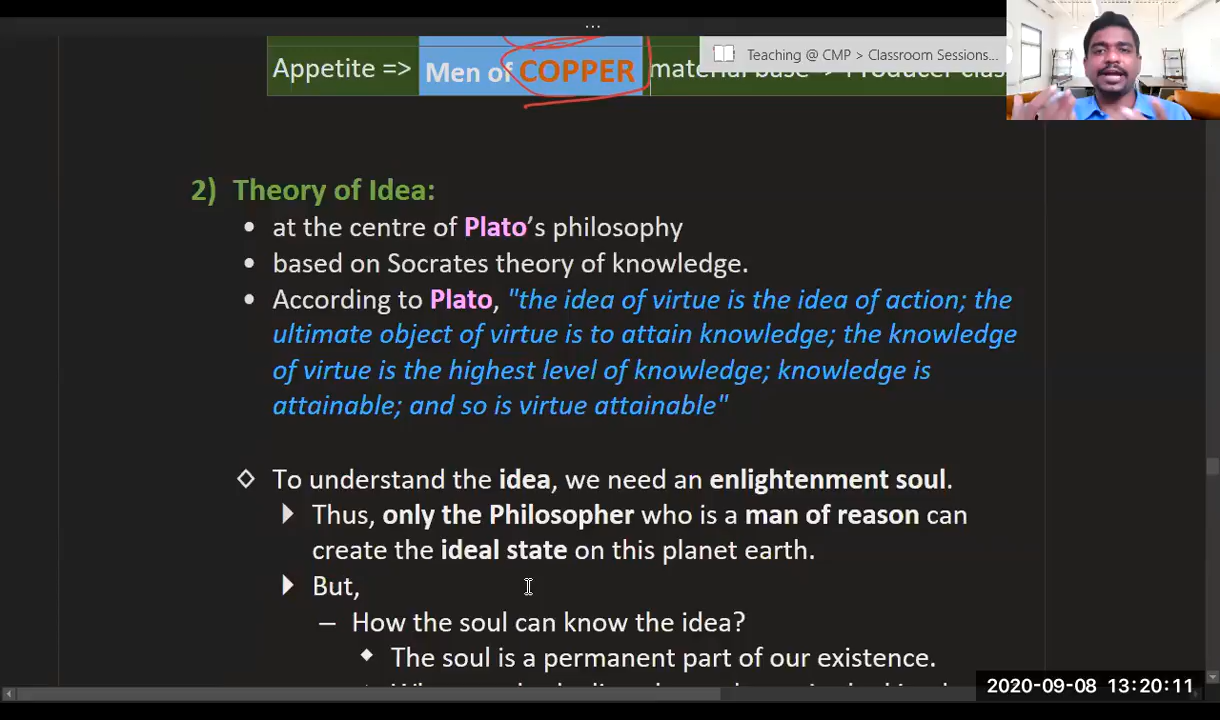 ...
Appetite => Men of COPPER material base
Teaching @ CMP > Classroom Sessions...
2) Theory of Idea:
• at the centre of Plato's philosophy
• based on Socrates theory of knowledge.
• According to Plato, "the idea of virtue is the idea of action; the
ultimate object of virtue is to attain knowledge; the knowledge
of virtue is the highest level of knowledge; knowledge is
attainable; and so is virtue attainable"
◇ To understand the idea, we need an enlightenment soul.
Thus, only the Philosopher who is a man of reason can
create the ideal state on this planet earth.
But,
– How the soul can know the idea?
◆ The soul is a permanent part of our existence.
2020-09-08 13:20:11